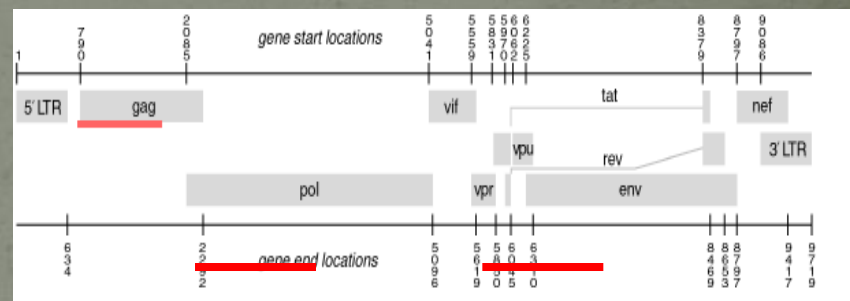 1 790 2085 gene start locations 5041 5559 5831 5970 6062 6225 8379 8797 9086
5′ LTR gag vif tat nef
vpu rev 3′ LTR
pol vpr env
634 2292 gene end locations 5096 5619 5850 6045 6310 8469 8653 8797 9417 9719